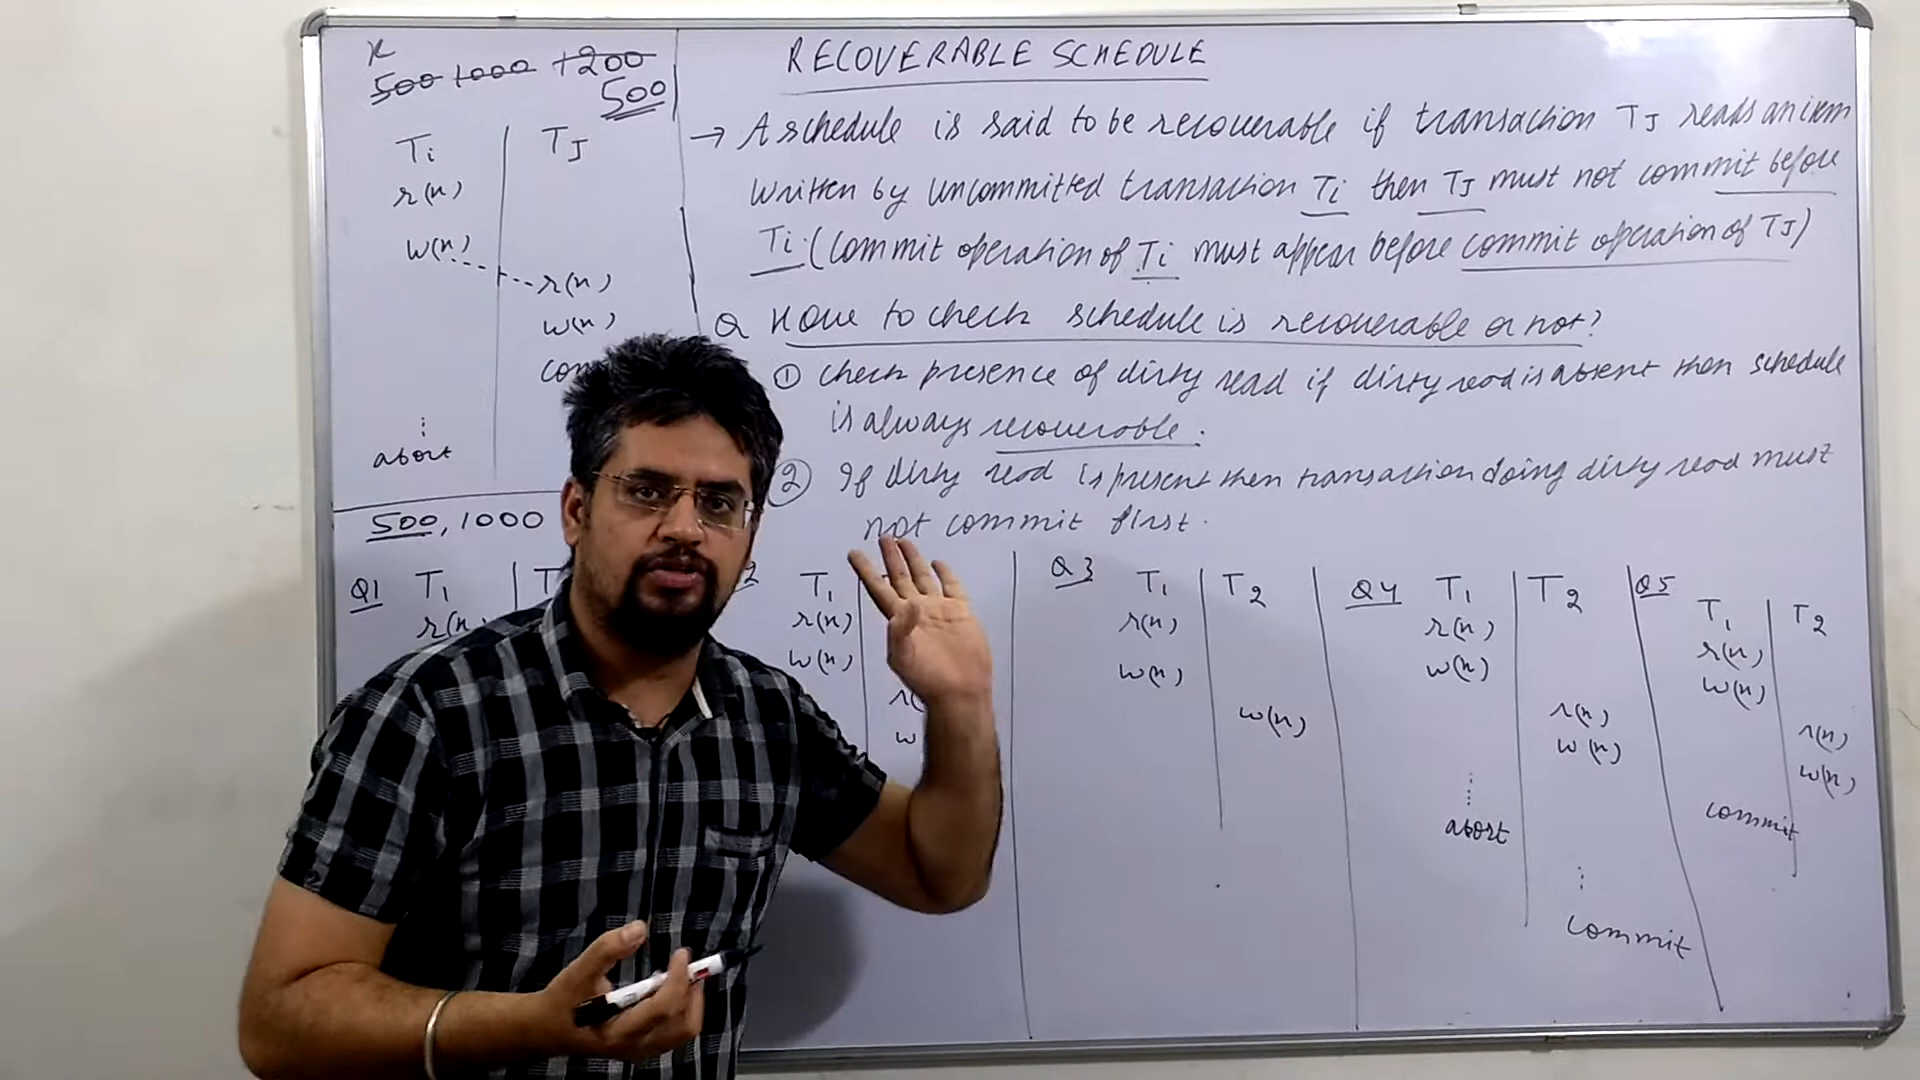 RECOVERABLE SCHEDULE
→ A schedule is said to be recoverable if transaction TJ reads an item
written by uncommitted transaction Ti then TJ must not commit before
Ti. (Commit operation of Ti must appear before commit operation of TJ)
Q How to check schedule is recoverable or not?
① Check presence of dirty read if dirty read is absent then schedule
is always recoverable.
② If dirty read is present then transaction doing dirty read must
not commit first.
x
500 1000 1200
500
Ti TJ
r(x)
w(x)
r(x)
w(x)
abort
500, 1000
Q1 T1
r(x
T1
r(x)
w(x)
Q3 T1 T2
r(x)
w(x)
w(x)
Q4 T1 T2
r(x)
w(x)
r(x)
w(x)
abort
commit
Q5
T1 T2
r(x)
w(x)
r(x)
w(x)
commit